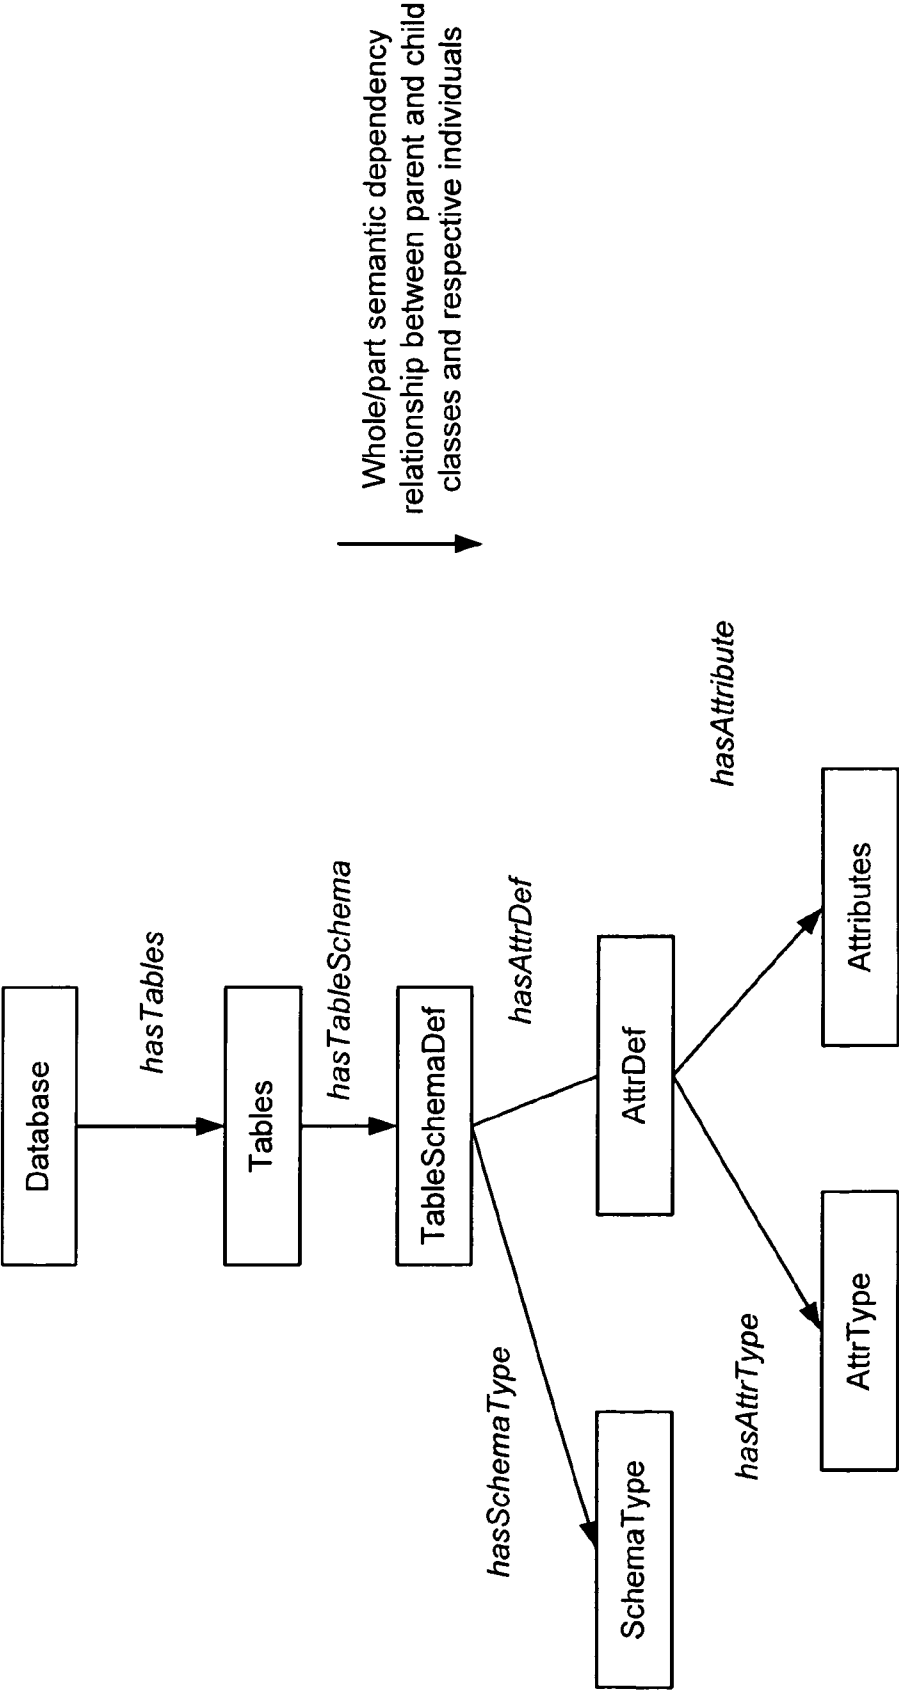 Database
hasTables
Tables
hasTableSchema
TableSchemaDef
hasSchemaType
hasAttrDef
SchemaType
AttrDef
hasAttrType
hasAttribute
AttrType
Attributes
Whole/part semantic dependency
relationship between parent and child
classes and respective individuals